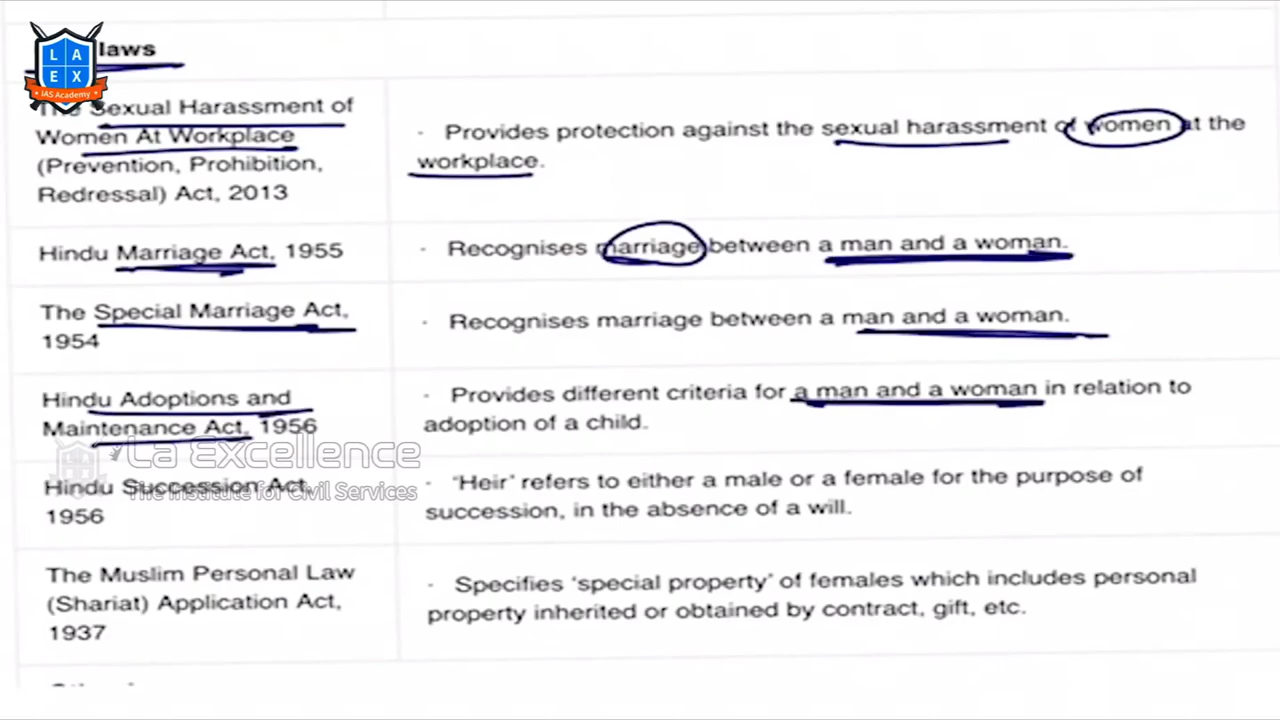 laws
L A
E X
IAS Academy
The Sexual Harassment of
Women At Workplace
(Prevention, Prohibition,
Redressal) Act, 2013
· Provides protection against the sexual harassment of women at the
workplace.
Hindu Marriage Act, 1955
· Recognises marriage between a man and a woman.
The Special Marriage Act,
1954
· Recognises marriage between a man and a woman.
Hindu Adoptions and
Maintenance Act, 1956
· Provides different criteria for a man and a woman in relation to
adoption of a child.
La Excellence
The Institute for Civil Services
Hindu Succession Act,
1956
· ‘Heir’ refers to either a male or a female for the purpose of
succession, in the absence of a will.
The Muslim Personal Law
(Shariat) Application Act,
1937
· Specifies ‘special property’ of females which includes personal
property inherited or obtained by contract, gift, etc.